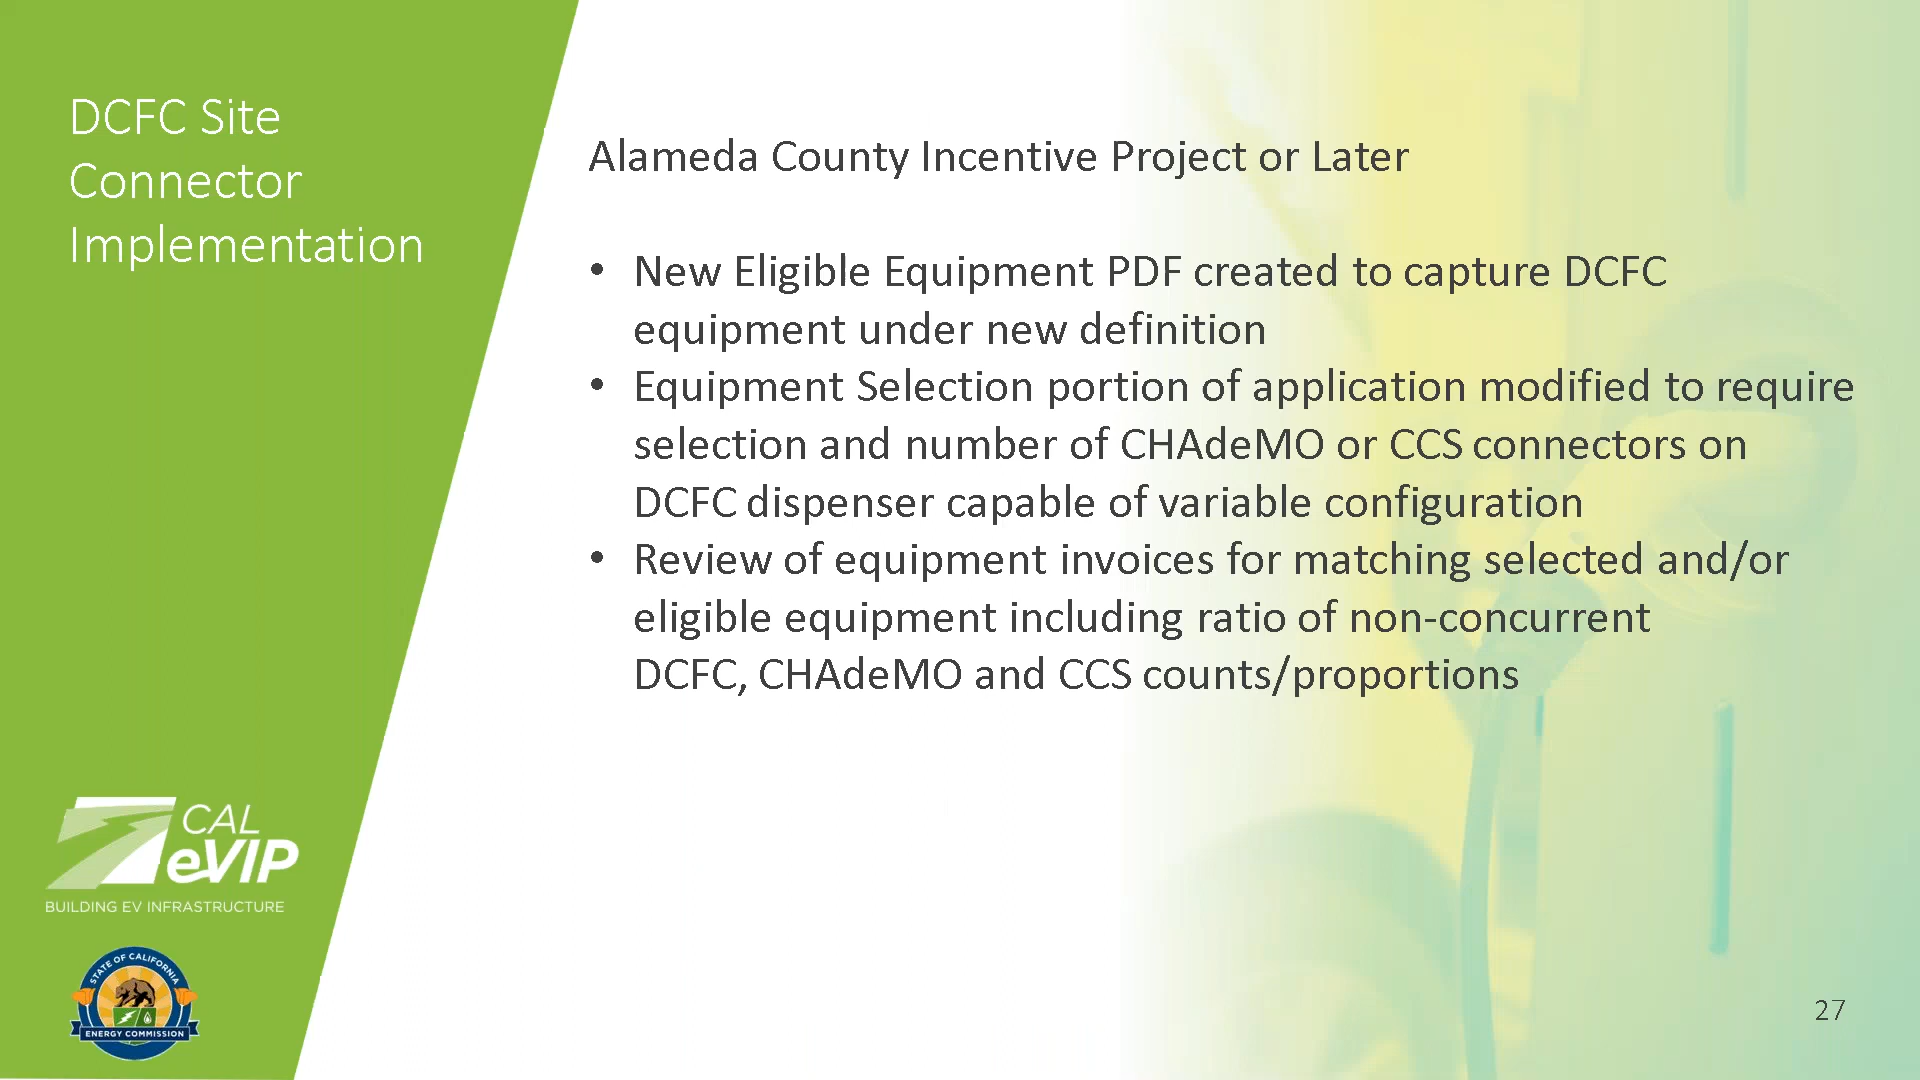 DCFC Site
Connector
Implementation
Alameda County Incentive Project or Later
• New Eligible Equipment PDF created to capture DCFC
equipment under new definition
• Equipment Selection portion of application modified to require
selection and number of CHAdeMO or CCS connectors on
DCFC dispenser capable of variable configuration
• Review of equipment invoices for matching selected and/or
eligible equipment including ratio of non-concurrent
DCFC, CHAdeMO and CCS counts/proportions
CAL
eVIP
BUILDING EV INFRASTRUCTURE
STATE OF CALIFORNIA
ENERGY COMMISSION
27